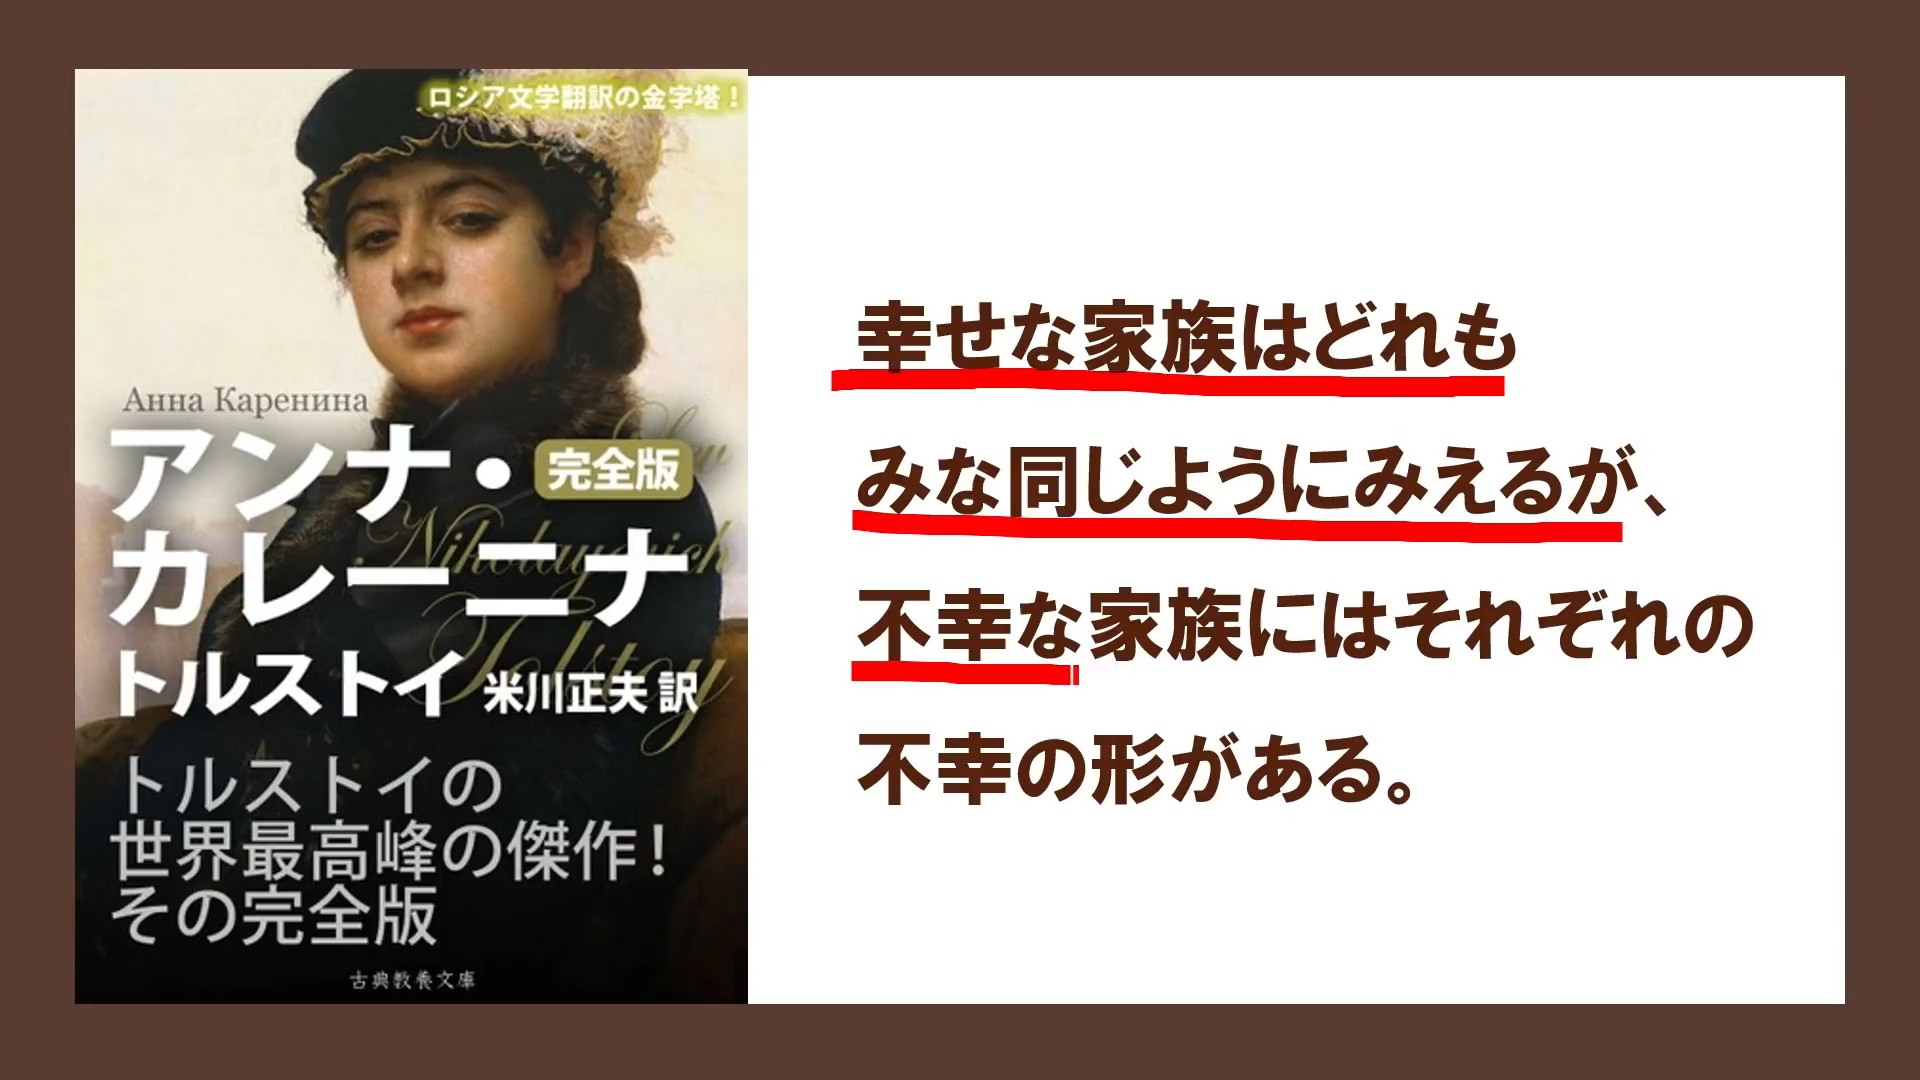 ロシア文学翻訳の金字塔！
Анна Каренина
アンナ・
完全版
カレーニナ
トルストイ 米川正夫 訳
Nikolayevich
Tolstoy
トルストイの
世界最高峰の傑作！
その完全版
古典教養文庫
幸せな家族はどれも
みな同じようにみえるが、
不幸な家族にはそれぞれの
不幸の形がある。